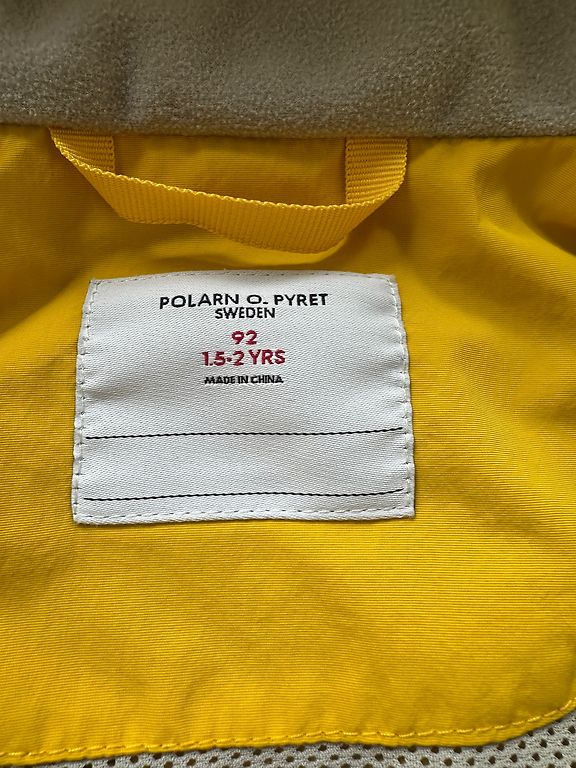 POLARN O. PYRET
SWEDEN
92
1.5-2 YRS
MADE IN CHINA